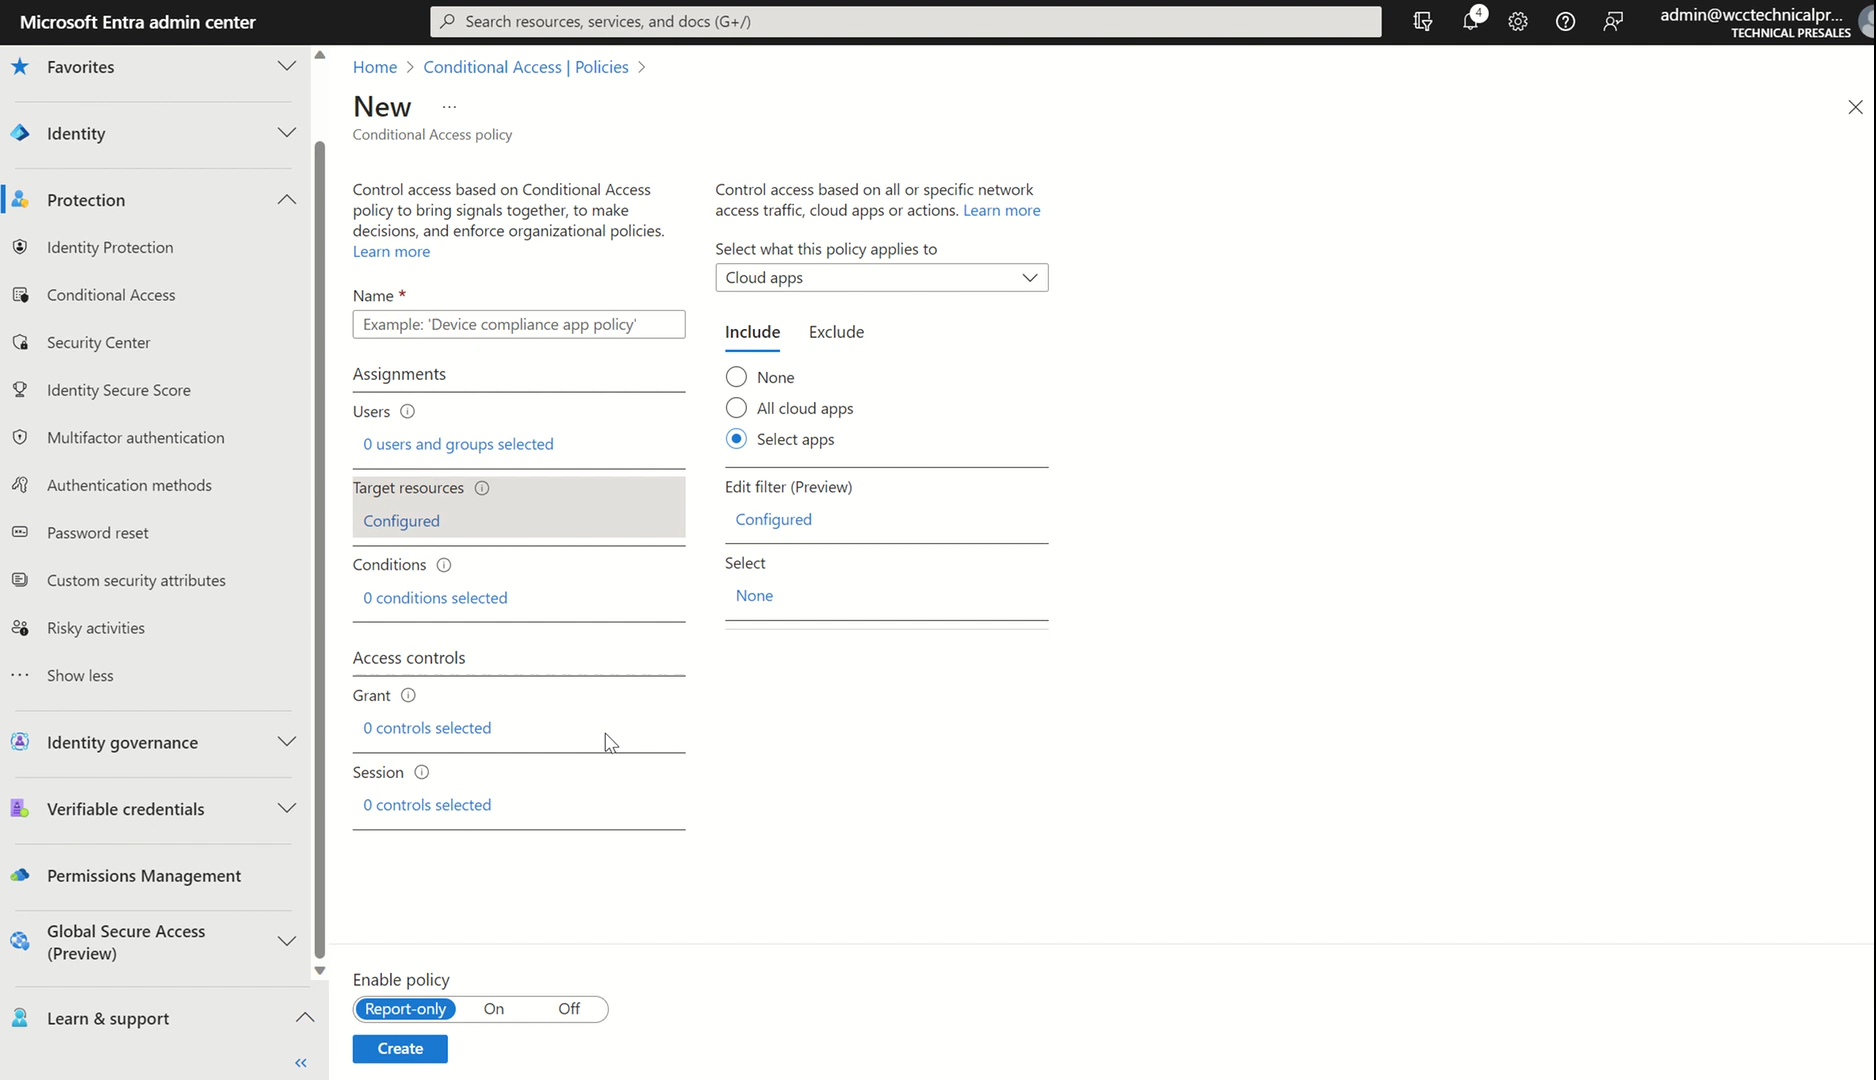 Microsoft Entra admin center
Search resources, services, and docs (G+/)
4
admin@wcctechnicalpr...
TECHNICAL PRESALES
Favorites
Identity
Protection
Identity Protection
Conditional Access
Security Center
Identity Secure Score
Multifactor authentication
Authentication methods
Password reset
Custom security attributes
Risky activities
Show less
Identity governance
Verifiable credentials
Permissions Management
Global Secure Access
(Preview)
Learn & support
Home > Conditional Access | Policies >
New ...
Conditional Access policy
Control access based on Conditional Access
policy to bring signals together, to make
decisions, and enforce organizational policies.
Learn more
Name *
Example: 'Device compliance app policy'
Assignments
Users
0 users and groups selected
Target resources
Configured
Conditions
0 conditions selected
Access controls
Grant
0 controls selected
Session
0 controls selected
Control access based on all or specific network
access traffic, cloud apps or actions. Learn more
Select what this policy applies to
Cloud apps
Include Exclude
None
All cloud apps
Select apps
Edit filter (Preview)
Configured
Select
None
Enable policy
Report-only On Off
Create